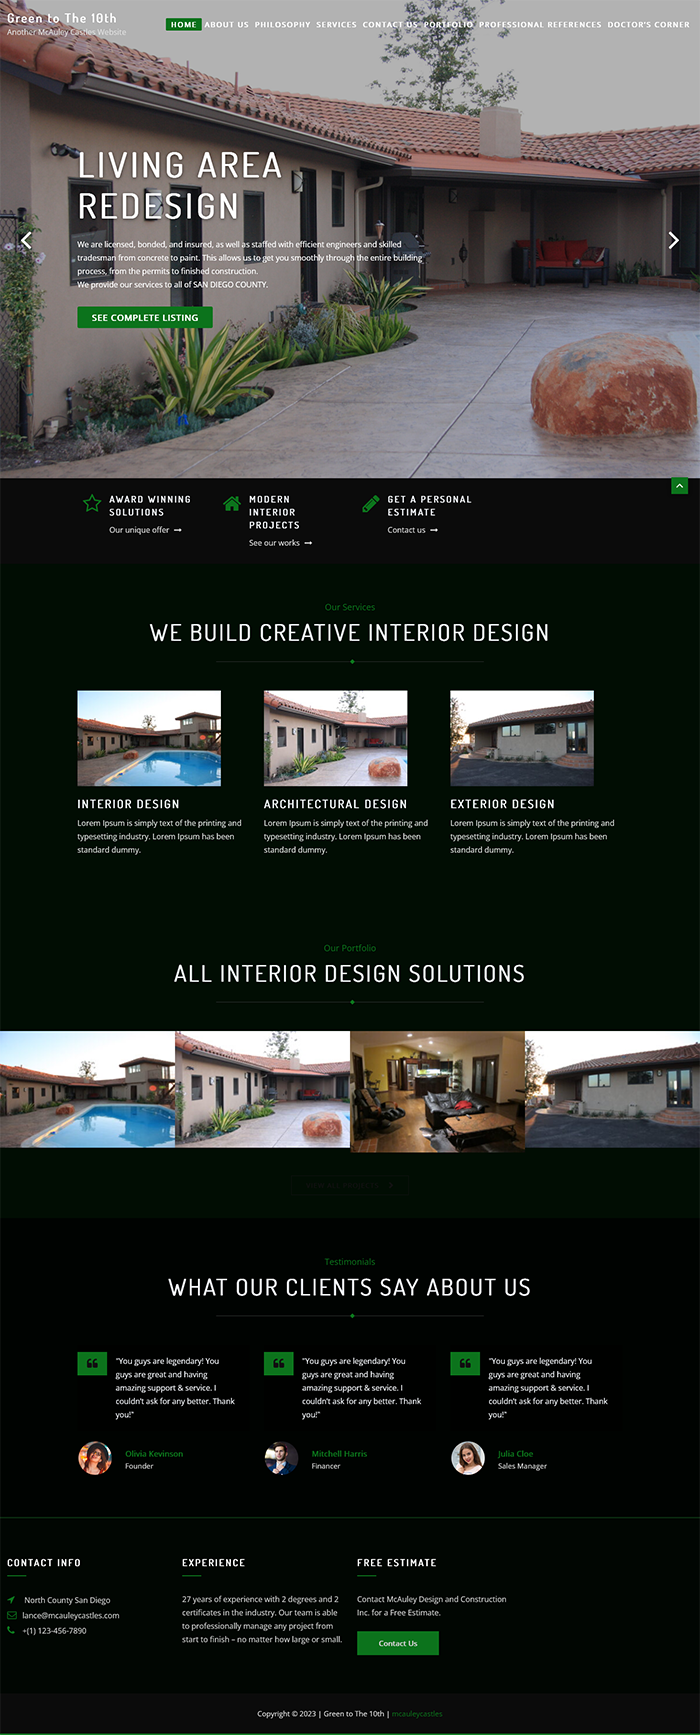 Green to The 10th
Another McAuley Castles Website
HOME ABOUT US PHILOSOPHY SERVICES CONTACT US PORTFOLIO PROFESSIONAL REFERENCES DOCTOR'S CORNER
LIVING AREA
REDESIGN
We are licensed, bonded, and insured, as well as staffed with efficient engineers and skilled
tradesman from concrete to paint. This allows us to get you smoothly through the entire building
process, from the permits to finished construction.
We provide our services to all of SAN DIEGO COUNTY.
SEE COMPLETE LISTING
AWARD WINNING
SOLUTIONS
Our unique offer
MODERN
INTERIOR
PROJECTS
See our works
GET A PERSONAL
ESTIMATE
Contact us
Our Services
WE BUILD CREATIVE INTERIOR DESIGN
INTERIOR DESIGN
Lorem Ipsum is simply text of the printing and
typesetting industry. Lorem Ipsum has been
standard dummy.
ARCHITECTURAL DESIGN
Lorem Ipsum is simply text of the printing and
typesetting industry. Lorem Ipsum has been
standard dummy.
EXTERIOR DESIGN
Lorem Ipsum is simply text of the printing and
typesetting industry. Lorem Ipsum has been
standard dummy.
Our Portfolio
ALL INTERIOR DESIGN SOLUTIONS
Testimonials
WHAT OUR CLIENTS SAY ABOUT US
"You guys are legendary! You
guys are great and having
amazing support & service. I
couldn't ask for any better. Thank
you!"
Olivia Kevinson
Founder
"You guys are legendary! You
guys are great and having
amazing support & service. I
couldn't ask for any better. Thank
you!"
Mitchell Harris
Financer
"You guys are legendary! You
guys are great and having
amazing support & service. I
couldn't ask for any better. Thank
you!"
Julia Cloe
Sales Manager
CONTACT INFO
North County San Diego
lance@mcauleycastles.com
+(1) 123-456-7890
EXPERIENCE
27 years of experience with 2 degrees and 2
certificates in the industry. Our team is able
to professionally manage any project from
start to finish – no matter how large or small.
FREE ESTIMATE
Contact McAuley Design and Construction
Inc. for a Free Estimate.
Contact Us
Copyright © 2023 | Green to The 10th | mcauleycastles